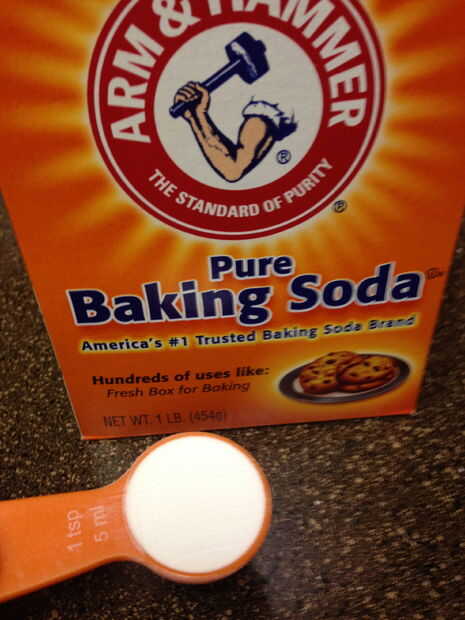 ARM & HAMMER
®
THE STANDARD OF PURITY
®
Pure
Baking Soda
America's #1 Trusted Baking Soda Brand
Hundreds of uses like:
Fresh Box for Baking
NET WT. 1 LB. (454g)
1 tsp
5 ml